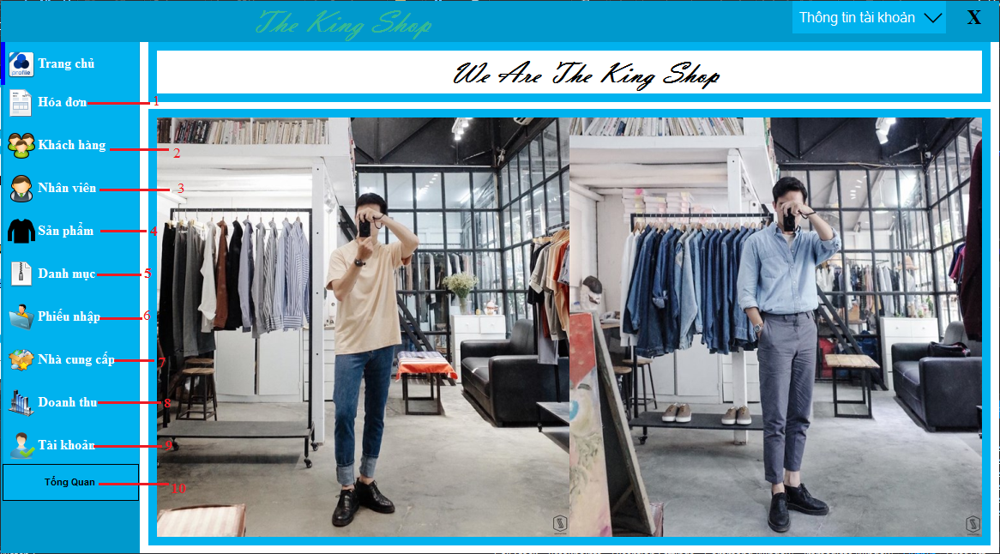 The King Shop
Thông tin tài khoản
X
We Are The King Shop
profile
Trang chủ
Hóa đơn 1
Khách hàng 2
Nhân viên 3
Sản phẩm 4
Danh mục 5
Phiếu nhập 6
Nhà cung cấp 7
Doanh thu 8
Tài khoản 9
Tổng Quan 10